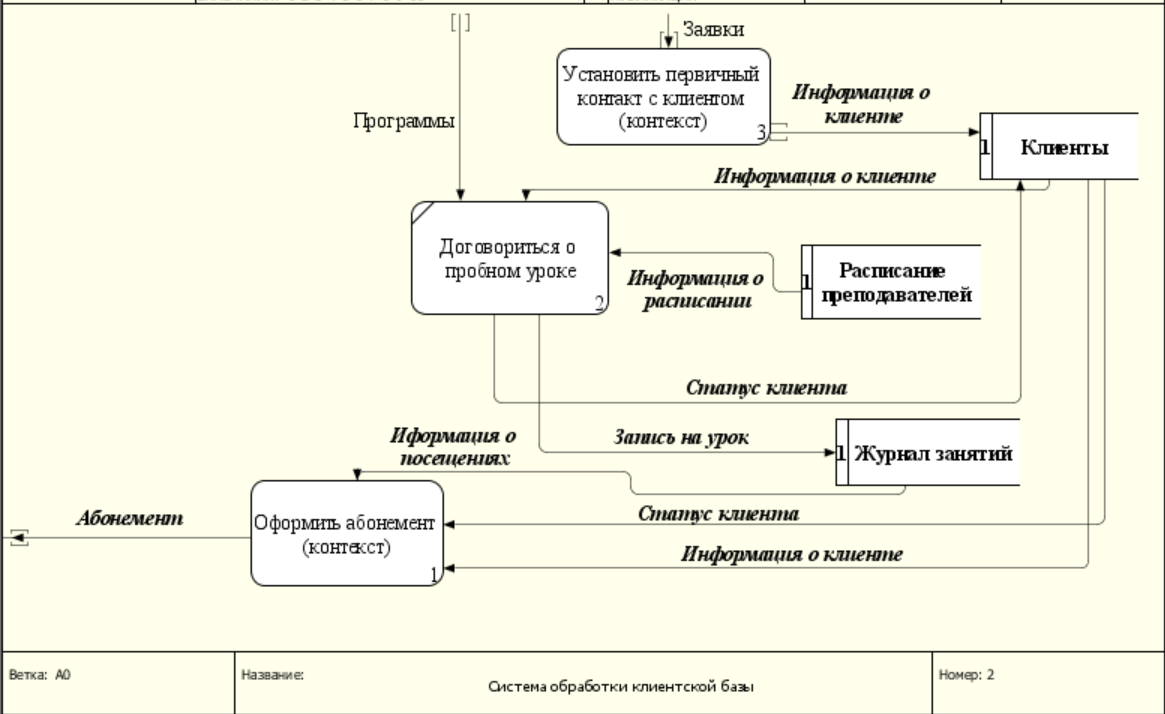 Заявки
Установить первичный
контакт с клиентом
(контекст)
3
Информация о
клиенте
1
Клиенты
Программы
Информация о клиенте
Договориться о
пробном уроке
2
Информация о
расписании
1
Расписание
преподавателей
Статус клиента
Иформация о
посещениях
Запись на урок
1
Журнал занятий
Абонемент
Оформить абонемент
(контекст)
1
Статус клиента
Информация о клиенте
Ветка: A0
Название:
Система обработки клиентской базы
Номер: 2